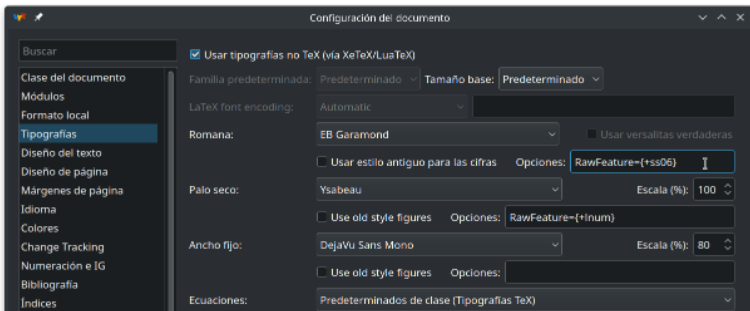 Configuración del documento
Buscar
Clase del documento
Módulos
Formato local
Tipografías
Diseño del texto
Diseño de página
Márgenes de página
Idioma
Colores
Change Tracking
Numeración e IG
Bibliografía
Índices
Usar tipografías no TeX (vía XeTeX/LuaTeX)
Familia predeterminada: Predeterminado Tamaño base: Predeterminado
LaTeX font encoding: Automatic
Romana: EB Garamond Usar versalitas verdaderas
Usar estilo antiguo para las cifras Opciones: RawFeature={+ss06}
Palo seco: Ysabeau Escala (%): 100
Use old style figures Opciones: RawFeature={+lnum}
Ancho fijo: DejaVu Sans Mono Escala (%): 80
Use old style figures Opciones:
Ecuaciones: Predeterminados de clase (Tipografías TeX)